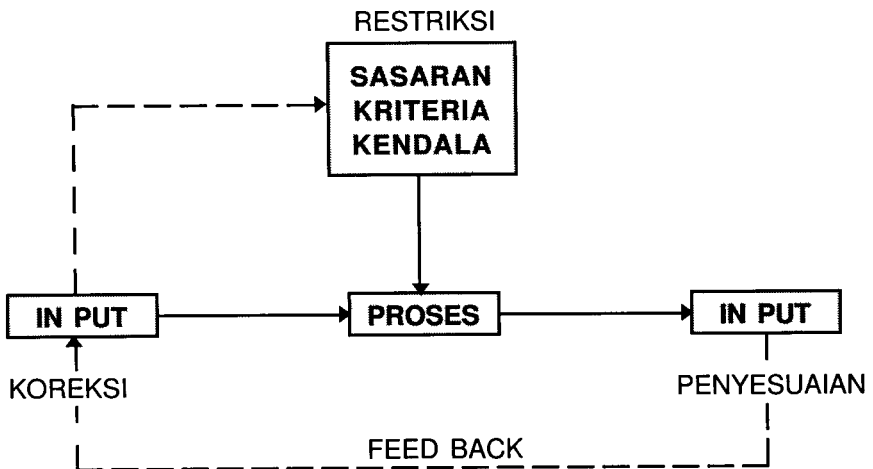 RESTRIKSI
SASARAN
KRITERIA
KENDALA
IN PUT
PROSES
IN PUT
KOREKSI
PENYESUAIAN
FEED BACK